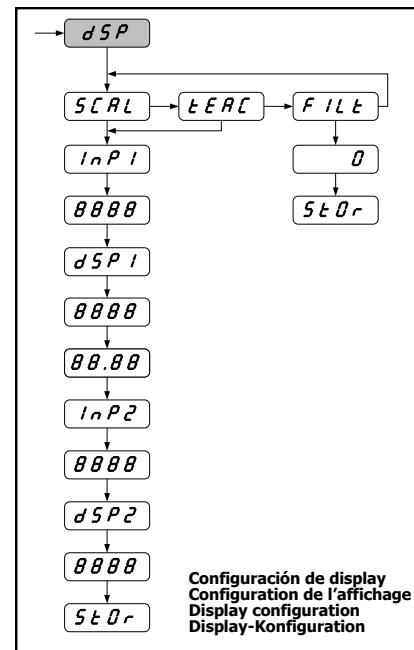 dSP
SCAL tEAC FILt
InP1 0
8888 StOr
dSP1
8888
88.88
InP2
8888
dSP2
8888
StOr
Configuración de display
Configuration de l’affichage
Display configuration
Display-Konfiguration